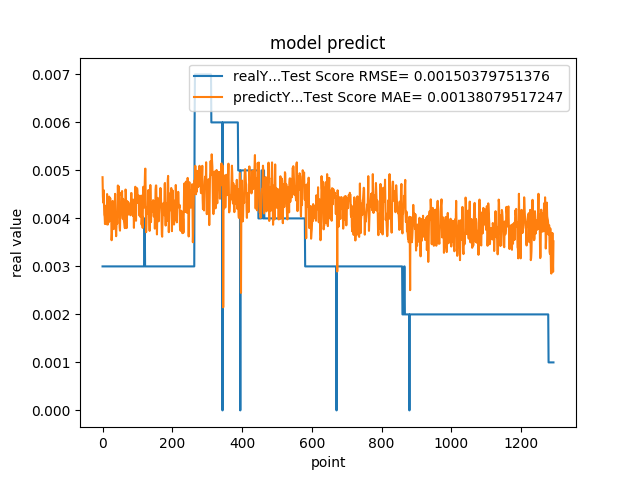 model predict
realY...Test Score RMSE= 0.00150379751376
predictY...Test Score MAE= 0.00138079517247
real value
0.007
0.006
0.005
0.004
0.003
0.002
0.001
0.000
0 200 400 600 800 1000 1200
point